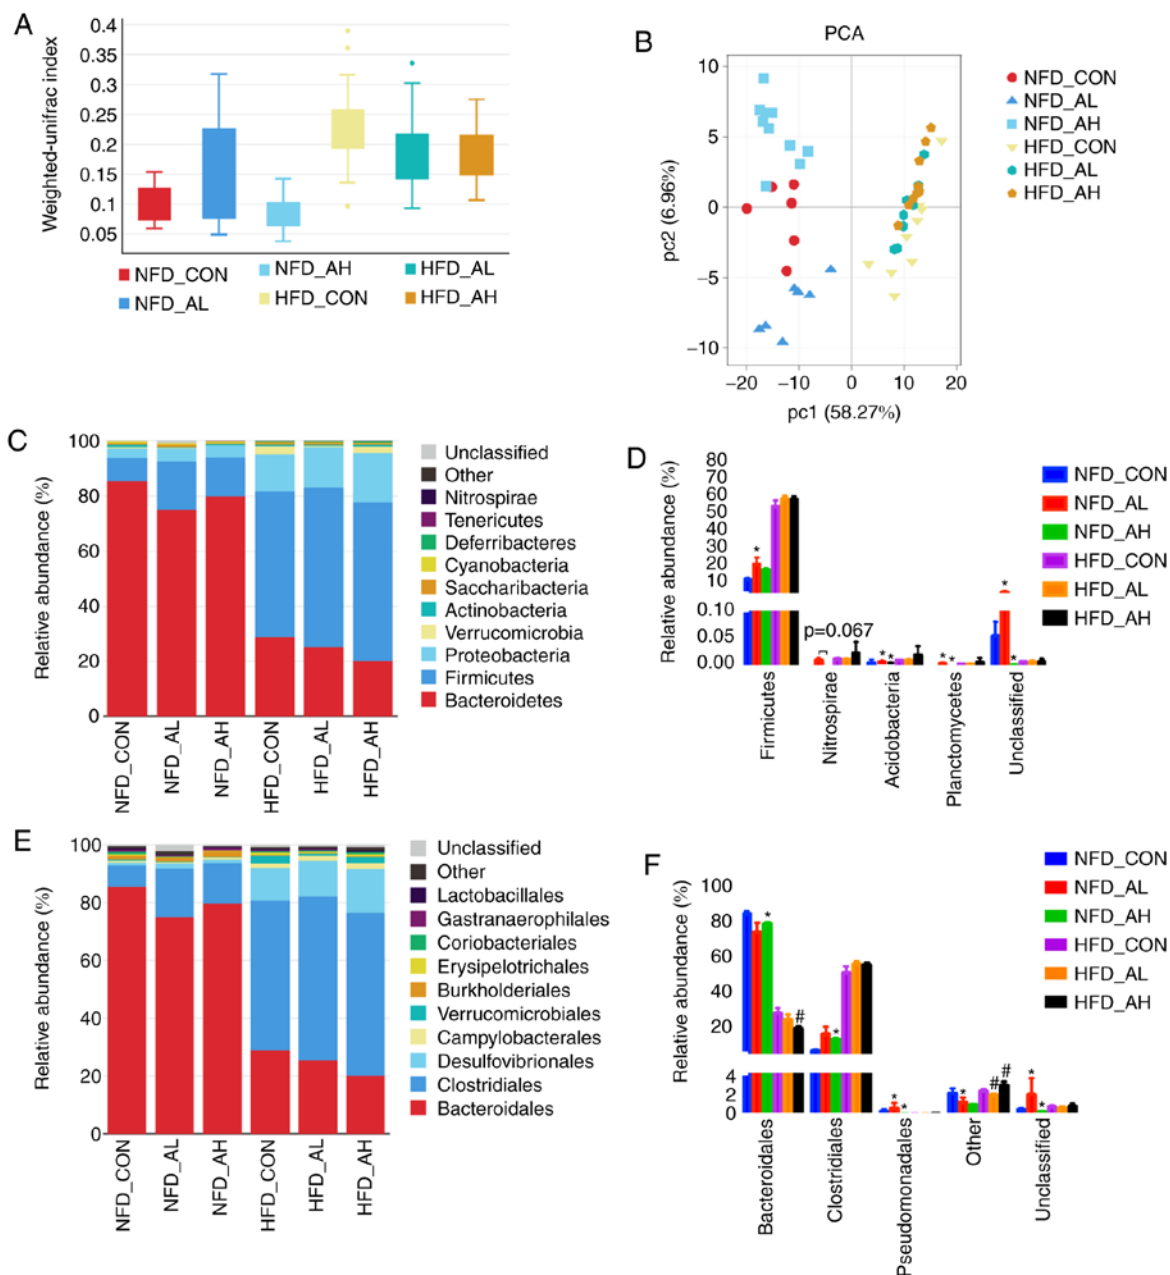 A
Weighted-unifrac index
0.4
0.35
0.3
0.25
0.2
0.15
0.1
0.05
NFD_CON
NFD_AH
HFD_AL
NFD_AL
HFD_CON
HFD_AH
B
PCA
pc2 (6.96%)
10
5
0
−5
−10
−20
−10
0
10
20
pc1 (58.27%)
NFD_CON
NFD_AL
NFD_AH
HFD_CON
HFD_AL
HFD_AH
C
Relative abundance (%)
100
80
60
40
20
0
NFD_CON
NFD_AL
NFD_AH
HFD_CON
HFD_AL
HFD_AH
Unclassified
Other
Nitrospirae
Tenericutes
Deferribacteres
Cyanobacteria
Saccharibacteria
Actinobacteria
Verrucomicrobia
Proteobacteria
Firmicutes
Bacteroidetes
D
Relative abundance (%)
80
70
60
50
40
30
20
10
0.10
0.05
0.00
*
p=0.067
* *
* *
*
*
Firmicutes
Nitrospirae
Acidobacteria
Planctomycetes
Unclassified
NFD_CON
NFD_AL
NFD_AH
HFD_CON
HFD_AL
HFD_AH
E
Relative abundance (%)
100
80
60
40
20
0
NFD_CON
NFD_AL
NFD_AH
HFD_CON
HFD_AL
HFD_AH
Unclassified
Other
Lactobacillales
Gastranaerophilales
Coriobacteriales
Erysipelotrichales
Burkholderiales
Verrucomicrobiales
Campylobacterales
Desulfovibrionales
Clostridiales
Bacteroidales
F
Relative abundance (%)
100
80
60
40
20
4
2
0
*
#
*
* *
*
# #
*
*
Bacteroidales
Clostridiales
Pseudomonadales
Other
Unclassified
NFD_CON
NFD_AL
NFD_AH
HFD_CON
HFD_AL
HFD_AH